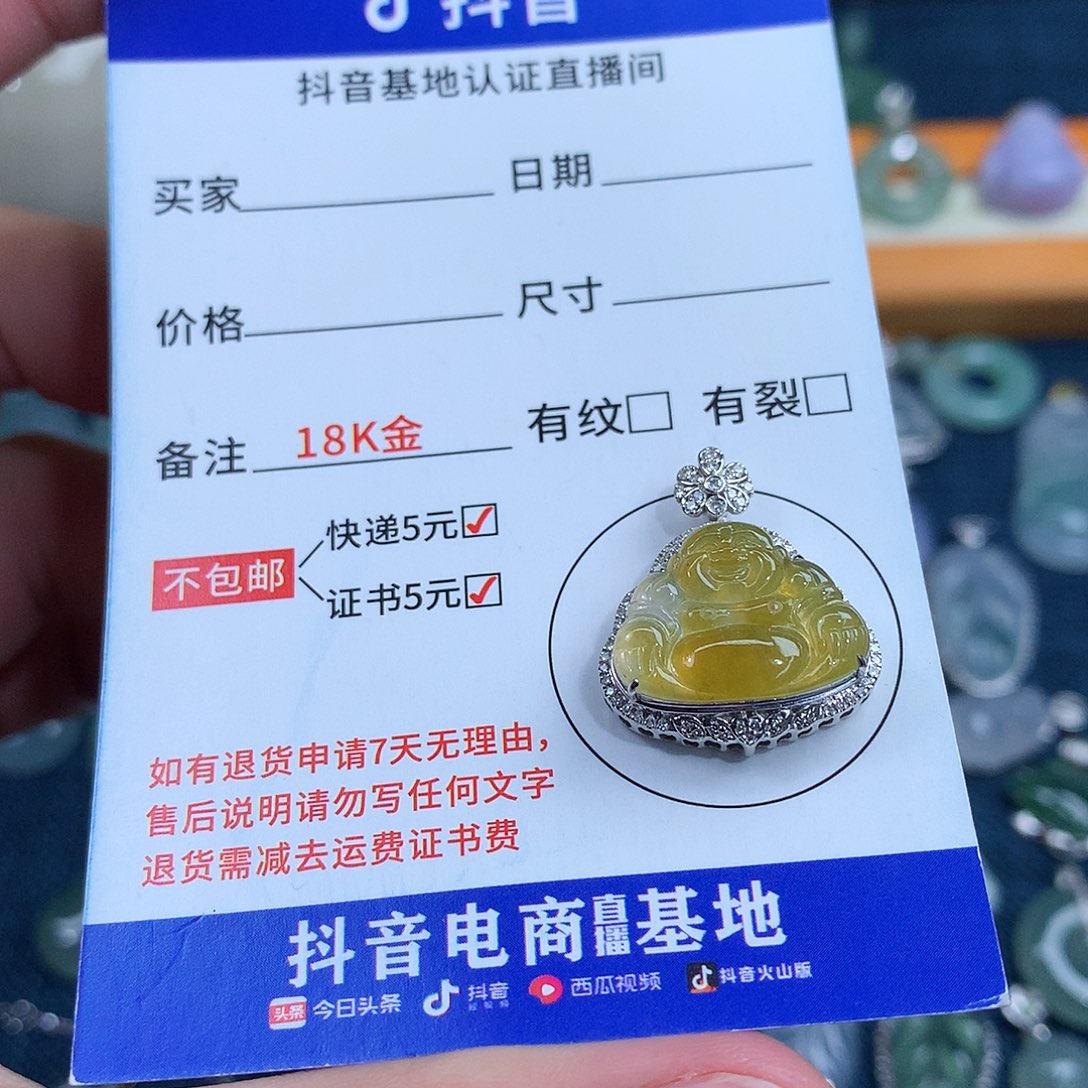 抖音
抖音基地认证直播间
买家 日期
价格 尺寸
备注 18K金 有纹 有裂
快递5元
不包邮
证书5元
如有退货申请7天无理由，
售后说明请勿写任何文字
退货需减去运费证书费
抖音电商直播基地
头条 今日头条 抖音 西瓜视频 抖音火山版